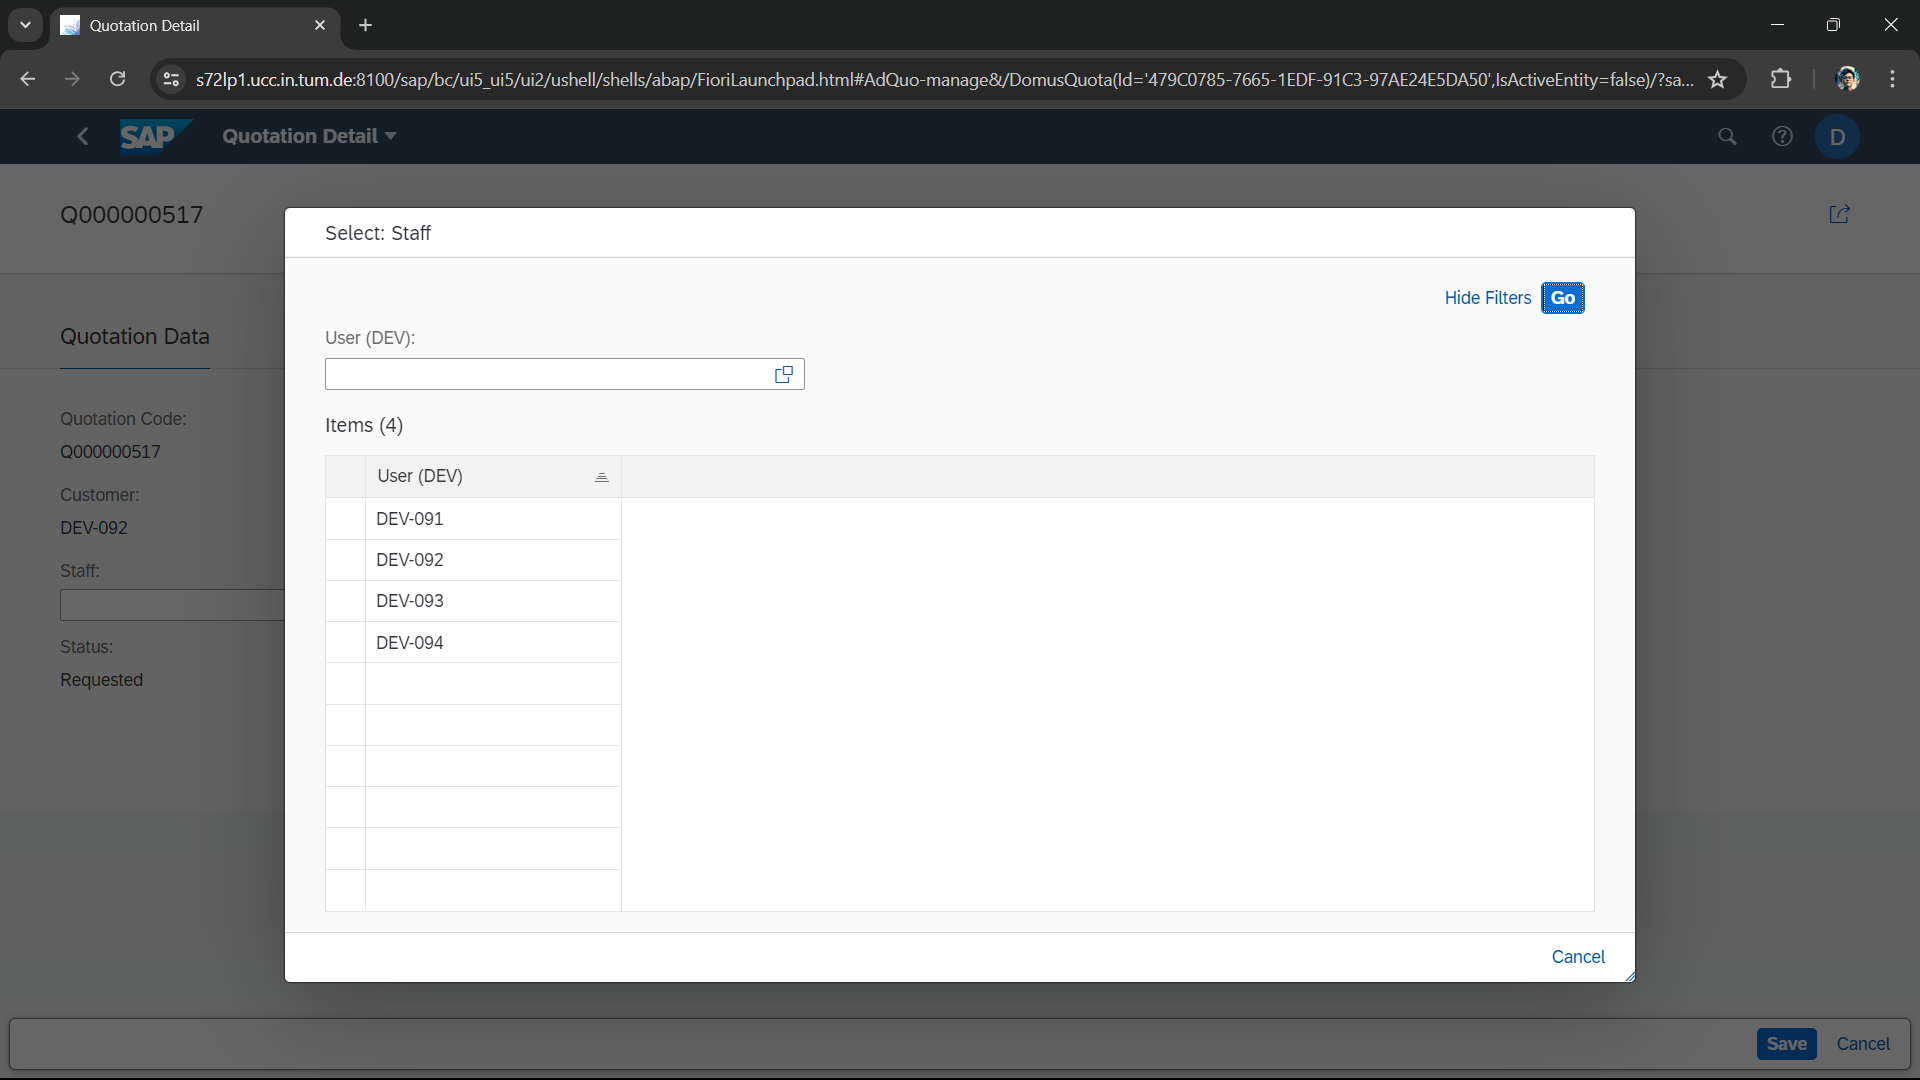 Quotation Detail
s72lp1.ucc.in.tum.de:8100/sap/bc/ui5_ui5/ui2/ushell/shells/abap/FioriLaunchpad.html#AdQuo-manage&/DomusQuota(Id='479C0785-7665-1EDF-91C3-97AE24E5DA50',IsActiveEntity=false)/?sa...
SAP Quotation Detail
D
Q000000517
Select: Staff
Hide Filters Go
User (DEV):
Quotation Data
Items (4)
Quotation Code:
Q000000517
Customer:
DEV-092
Staff:
Status:
Requested
User (DEV)
DEV-091
DEV-092
DEV-093
DEV-094
Cancel
Save Cancel